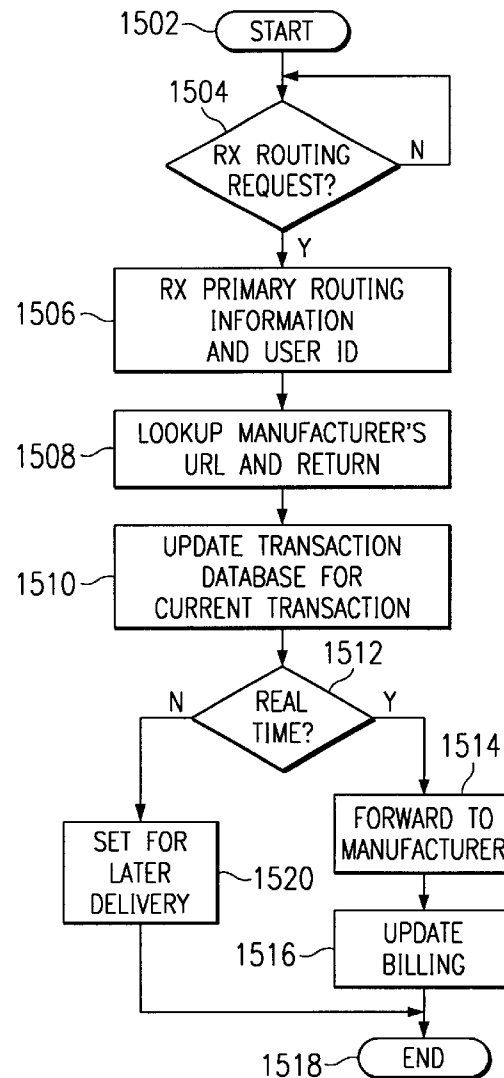 1502
START
1504
RX ROUTING
REQUEST?
N
Y
1506
RX PRIMARY ROUTING
INFORMATION
AND USER ID
1508
LOOKUP MANUFACTURER'S
URL AND RETURN
1510
UPDATE TRANSACTION
DATABASE FOR
CURRENT TRANSACTION
1512
N
REAL
TIME?
Y
1514
FORWARD TO
MANUFACTURER
SET FOR
LATER
DELIVERY
1520
1516
UPDATE
BILLING
1518
END